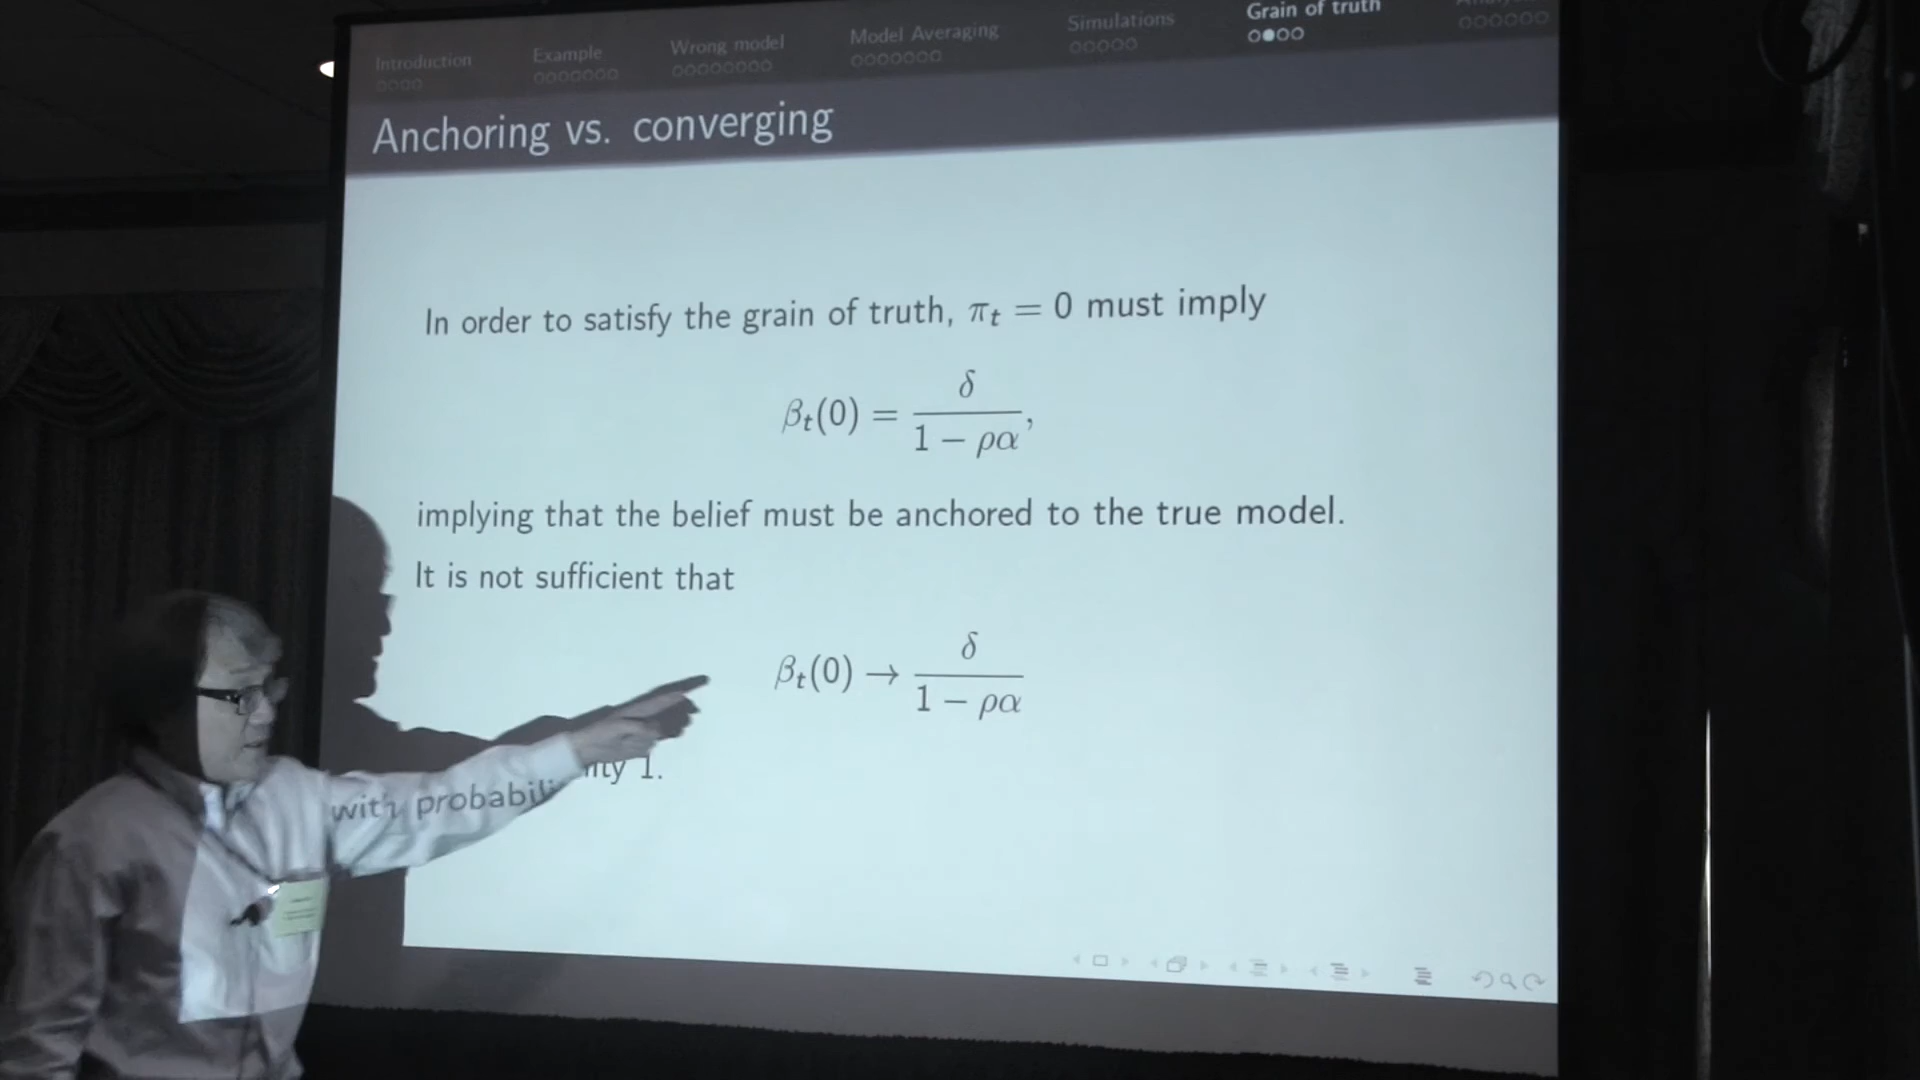 Introduction Example Wrong model Model Averaging Simulations Grain of truth
Anchoring vs. converging
In order to satisfy the grain of truth, πₜ = 0 must imply
βₜ(0) = δ / (1 − ρα),
implying that the belief must be anchored to the true model.
It is not sufficient that
βₜ(0) → δ / (1 − ρα)
with probability 1.